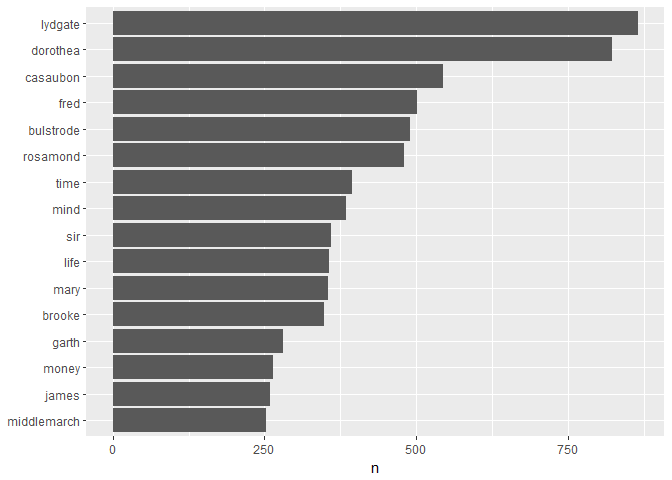 lydgate
dorothea
casaubon
fred
bulstrode
rosamond
time
mind
sir
life
mary
brooke
garth
money
james
middlemarch
0 250 500 750
n